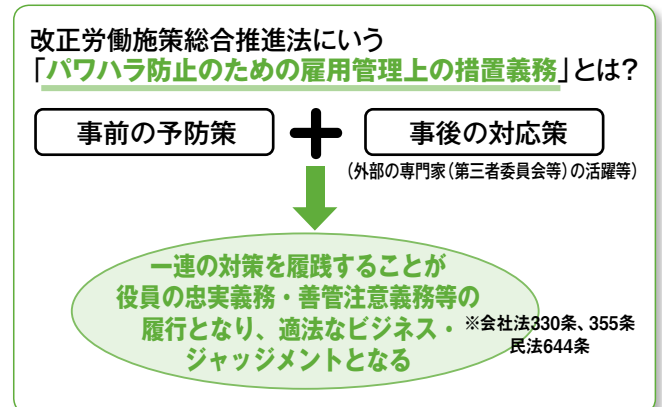 改正労働施策総合推進法にいう
「パワハラ防止のための雇用管理上の措置義務」とは?
事前の予防策
事後の対応策
(外部の専門家(第三者委員会等)の活躍等)
一連の対策を履践することが
役員の忠実義務・善管注意義務等の
履行となり、適法なビジネス・
ジャッジメントとなる
※会社法330条、355条
民法644条